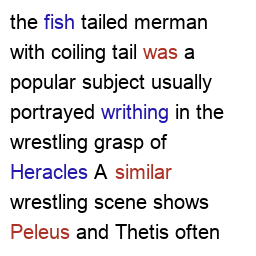 the fish tailed merman
with coiling tail was a
popular subject usually
portrayed writhing in the
wrestling grasp of
Heracles A similar
wrestling scene shows
Peleus and Thetis often